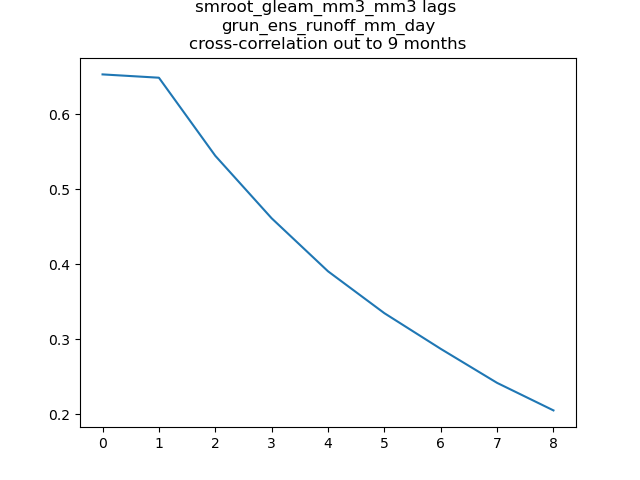 smroot_gleam_mm3_mm3 lags
grun_ens_runoff_mm_day
cross-correlation out to 9 months
0.6
0.5
0.4
0.3
0.2
0 1 2 3 4 5 6 7 8